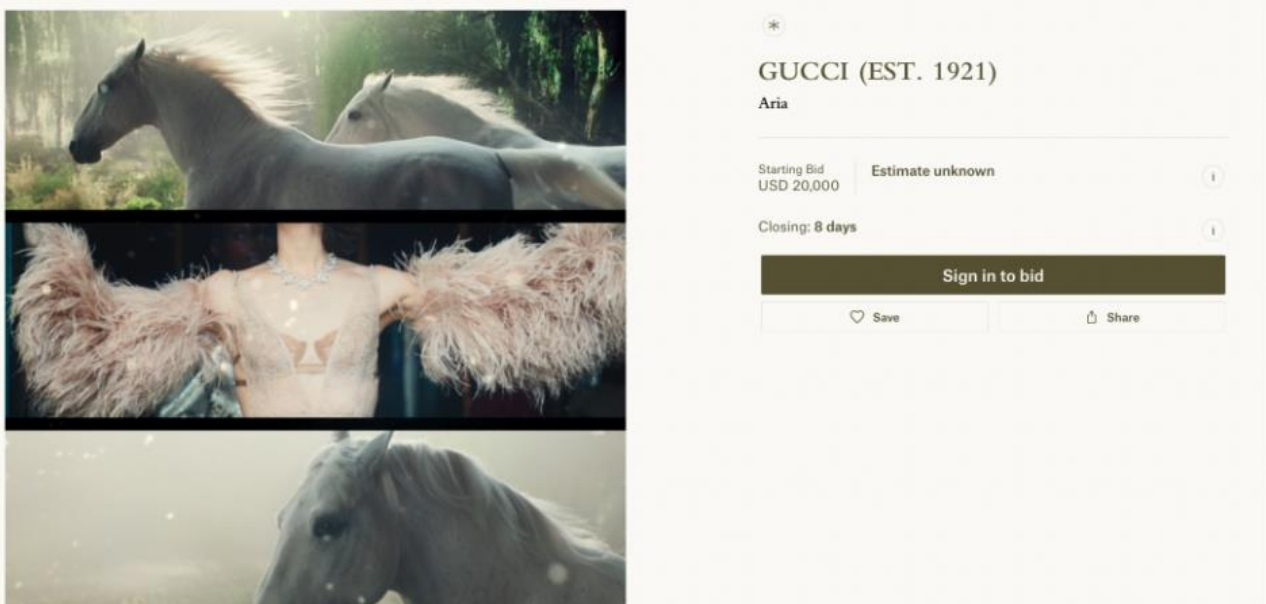 *
GUCCI (EST. 1921)
Aria
Starting Bid
USD 20,000
Estimate unknown
i
Closing: 8 days
i
Sign in to bid
Save
Share